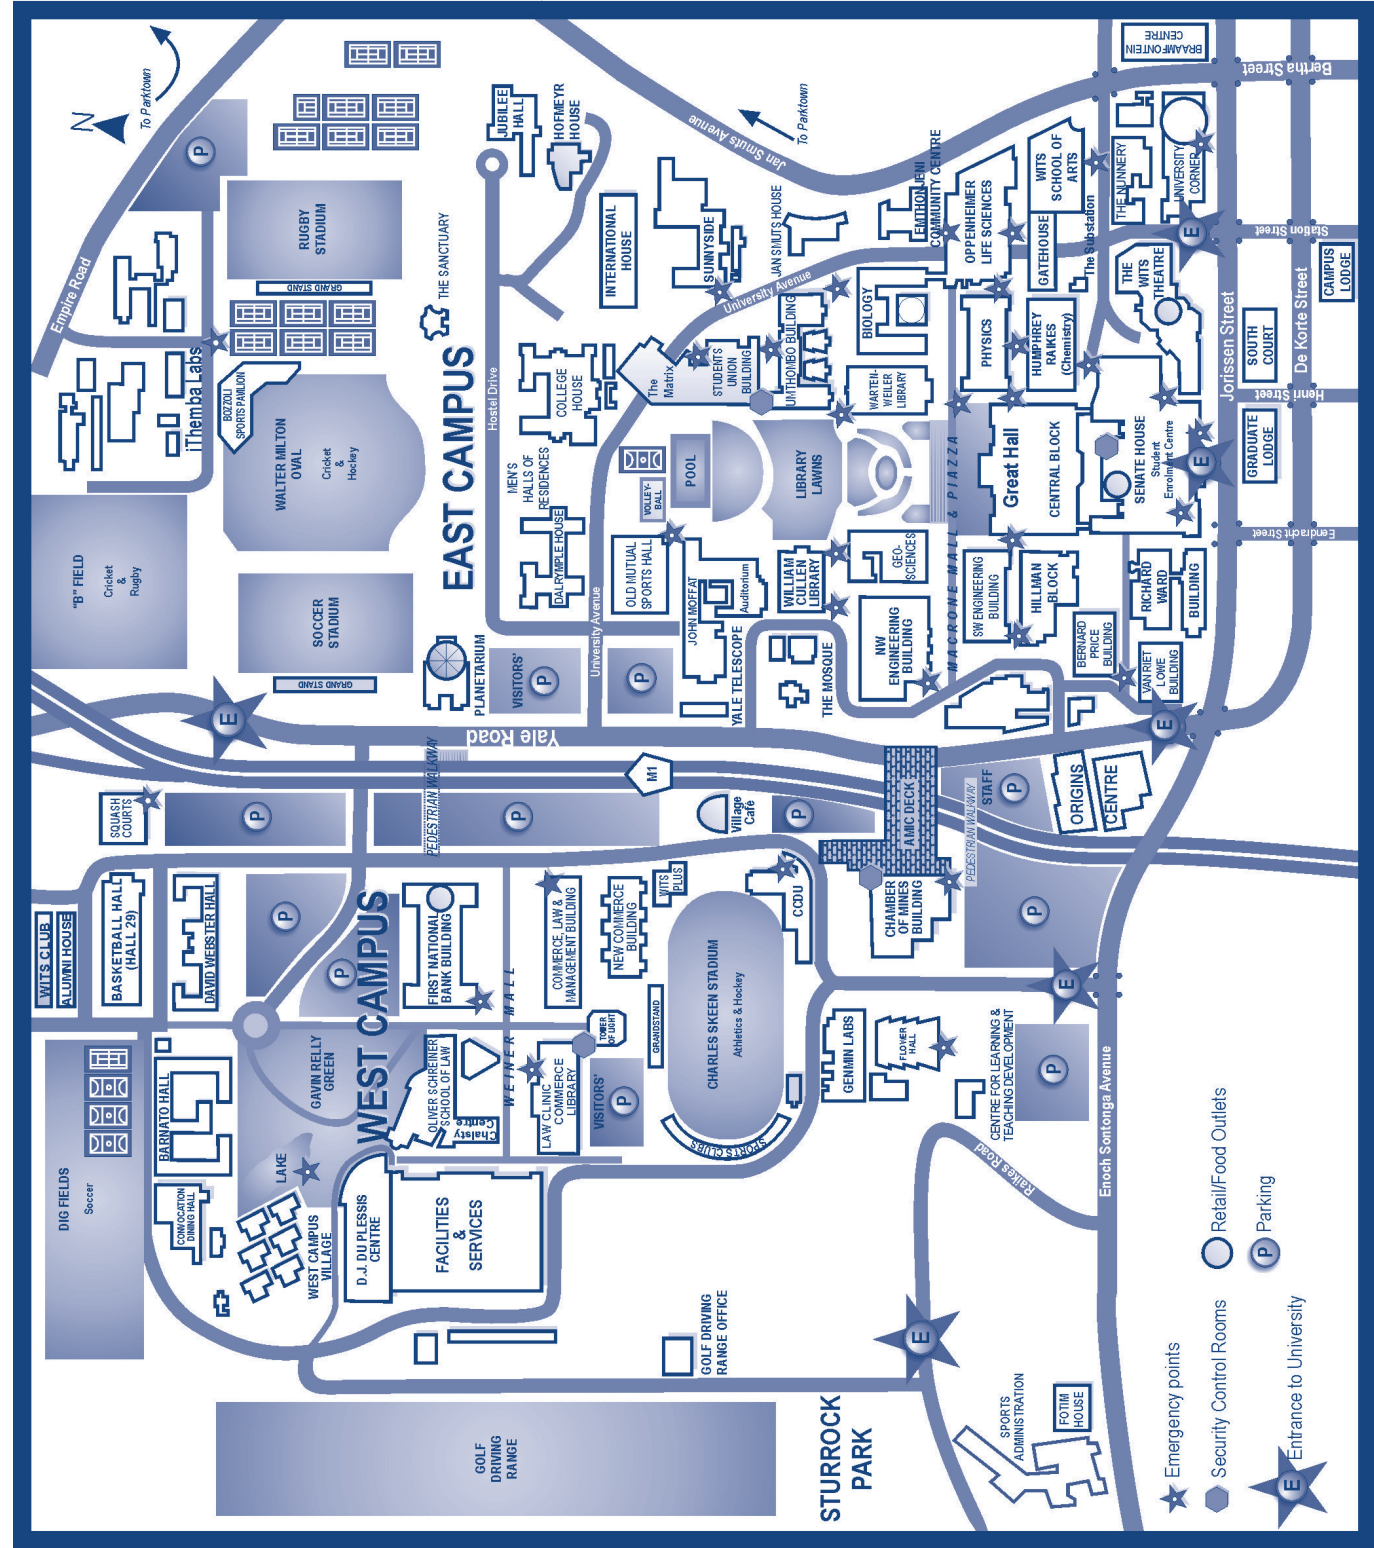 N
To Parktown
Empire Road
P
RUGBY
STADIUM
GRAND STAND
iThemba Labs
BOZZOLI
SPORTS PAVILION
WALTER MILTON
OVAL
Cricket
&
Hockey
"B" FIELD
Cricket
&
Rugby
SOCCER
STADIUM
GRAND STAND
EAST CAMPUS
THE SANCTUARY
Hostel Drive
JUBILEE
HALL
HOFMEYR
HOUSE
INTERNATIONAL
HOUSE
SUNNYSIDE
JAN SMUTS HOUSE
Jan Smuts Avenue
To Parktown
EMTHONJENI
COMMUNITY CENTRE
OPPENHEIMER
LIFE SCIENCES
WITS
SCHOOL OF
ARTS
GATEHOUSE
The Substation
THE NUNNERY
UNIVERSITY
CORNER
BRAAMFONTEIN
CENTRE
Bertha Street
Station Street
E
CAMPUS
LODGE
De Korte Street
Jorissen Street
SOUTH
COURT
Henri Street
GRADUATE
LODGE
Eendracht Street
THE
WITS
THEATRE
University Avenue
BIOLOGY
PHYSICS
HUMPHREY
RAIKES
(Chemistry)
UMTHOMBO BUILDING
STUDENTS
UNION
BUILDING
The
Matrix
COLLEGE
HOUSE
MEN'S
HALLS OF
RESIDENCES
DALRYMPLE HOUSE
WARTEN-
WEILER
LIBRARY
VOLLEY-
BALL
POOL
LIBRARY
LAWNS
MACRONE MALL & PIAZZA
Great Hall
CENTRAL BLOCK
SENATE HOUSE
Student
Enrolment Centre
E
OLD MUTUAL
SPORTS HALL
JOHN MOFFAT
Auditorium
WILLIAM
CULLEN
LIBRARY
GEO-
SCIENCES
SW ENGINEERING
BUILDING
HILLMAN
BLOCK
RICHARD
WARD
BUILDING
BERNARD
PRICE
BUILDING
VAN RIET
LOWE
BUILDING
NW
ENGINEERING
BUILDING
THE MOSQUE
YALE TELESCOPE
University Avenue
PLANETARIUM
VISITORS'
P
P
E
Yale Road
E
PEDESTRIAN WALKWAY
M1
SQUASH
COURTS
P
P
Village
Café
P
AMIC DECK
PEDESTRIAN WALKWAY
STAFF
P
ORIGINS
CENTRE
WITS CLUB
ALUMNI HOUSE
BASKETBALL HALL
(HALL 29)
DAVID WEBSTER HALL
P
P
WEST CAMPUS
FIRST NATIONAL
BANK BUILDING
WEINER MALL
COMMERCE, LAW &
MANAGEMENT BUILDING
NEW COMMERCE
BUILDING
WITS
PLUS
CCDU
CHAMBER
OF MINES
BUILDING
P
E
CHARLES SKEEN STADIUM
Athletics & Hockey
GRANDSTAND
SPORTS CLUBS
TOWER
OF LIGHT
GAVIN RELLY
GREEN
OLIVER SCHREINER
SCHOOL OF LAW
Chalsty
Centre
LAW CLINIC
COMMERCE
LIBRARY
VISITORS'
P
GENMIN LABS
FLOWER
HALL
CENTRE FOR LEARNING &
TEACHING DEVELOPMENT
P
Enoch Sontonga Avenue
Raikes Road
DIG FIELDS
Soccer
BARNATO HALL
CONVOCATION
DINING HALL
LAKE
WEST CAMPUS
VILLAGE
D.J. DU PLESSIS
CENTRE
FACILITIES
&
SERVICES
GOLF DRIVING
RANGE OFFICE
GOLF
DRIVING
RANGE
STURROCK
PARK
E
SPORTS
ADMINISTRATION
FOTIM
HOUSE
Emergency points
Security Control Rooms
E
Entrance to University
Retail/Food Outlets
P
Parking